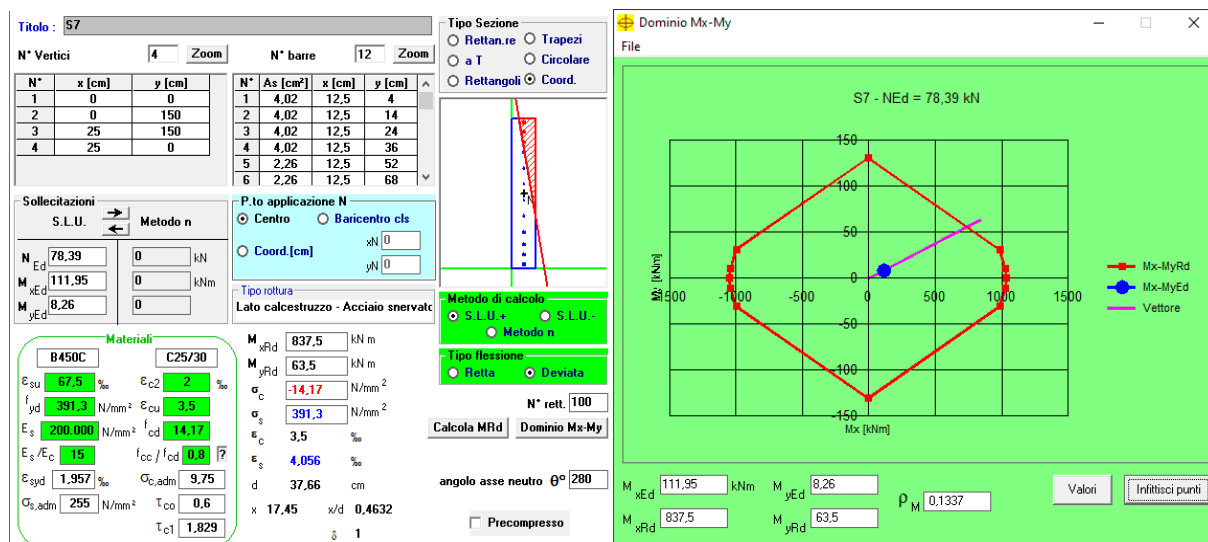 Titolo : S7
N° Vertici 4 Zoom N° barre 12 Zoom
N° x [cm] y [cm]
1 0 0
2 0 150
3 25 150
4 25 0
N° As [cm²] x [cm] y [cm]
1 4,02 12,5 4
2 4,02 12,5 14
3 4,02 12,5 24
4 4,02 12,5 36
5 2,26 12,5 52
6 2,26 12,5 68
Tipo Sezione
Rettan.re Trapezi
a T Circolare
Rettangoli Coord.
N
Sollecitazioni
S.L.U. Metodo n
N Ed 78,39 0 kN
M xEd 111,95 0 kNm
M yEd 8,26 0
P.to applicazione N
Centro Baricentro cls
Coord.[cm] xN 0
yN 0
Tipo rottura
Lato calcestruzzo - Acciaio snervato
Metodo di calcolo
S.L.U.+ S.L.U.-
Metodo n
Tipo flessione
Retta Deviata
N° rett. 100
Calcola MRd Dominio Mx-My
angolo asse neutro θ° 280
Precompresso
Materiali
B450C C25/30
εsu 67,5 ‰ εc2 2 ‰
fyd 391,3 N/mm² εcu 3,5
Es 200.000 N/mm² fcd 14,17
Es/Ec 15 fcc / fcd 0,8 ?
εsyd 1,957 ‰ σc,adm 9,75
σs,adm 255 N/mm² τco 0,6
τc1 1,829
M xRd 837,5 kN m
M yRd 63,5 kN m
σc -14,17 N/mm²
σs 391,3 N/mm²
εc 3,5 ‰
εs 4,056 ‰
d 37,66 cm
x 17,45 x/d 0,4632
δ 1
Dominio Mx-My
File
S7 - NEd = 78,39 kN
150
100
50
0
-50
-100
-150
-1500 -1000 -500 0 500 1000 1500
Mx [kNm]
Mx-MyRd
Mx-MyEd
Vettore
M xEd 111,95 kNm M yEd 8,26
M xRd 837,5 M yRd 63,5
ρM 0,1337
Valori Infittisci punti